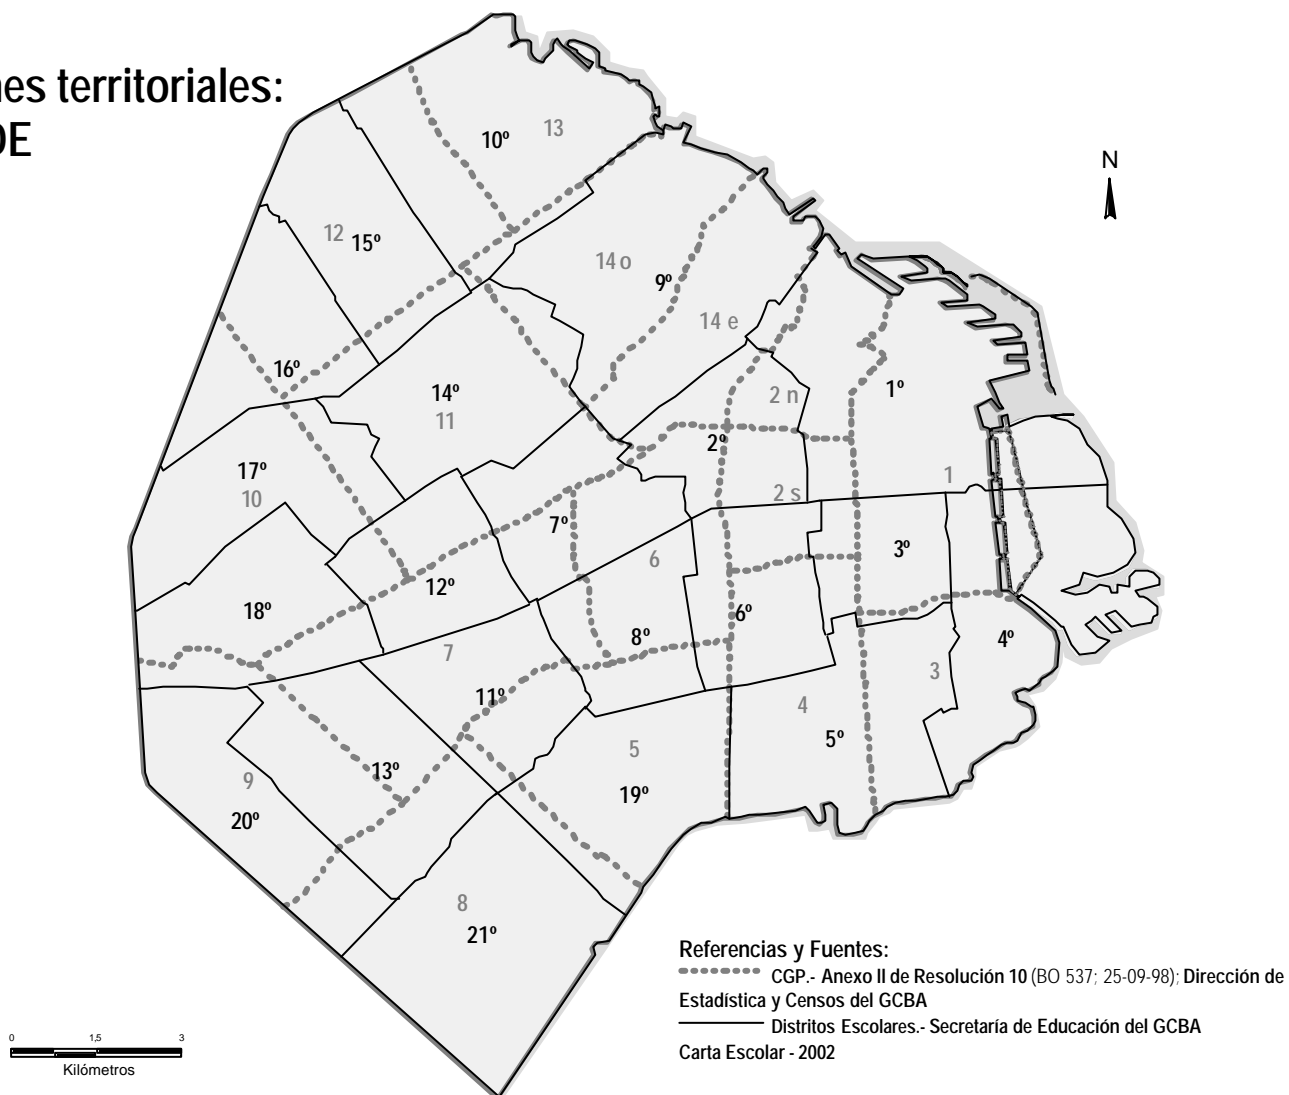 nes territoriales:
DE
N
13
10º
12
15º
14 o
9º
14 e
16º
14º
11
2 n
1º
2º
17º
10
1
2 s
7º
3º
6
12º
18º
6º
8º
4º
7
3
11º
4
5º
5
13º
9
19º
20º
8
21º
Referencias y Fuentes:
CGP.- Anexo II de Resolución 10 (BO 537; 25-09-98); Dirección de
Estadística y Censos del GCBA
Distritos Escolares.- Secretaría de Educación del GCBA
Carta Escolar - 2002
0 1,5 3
Kilómetros